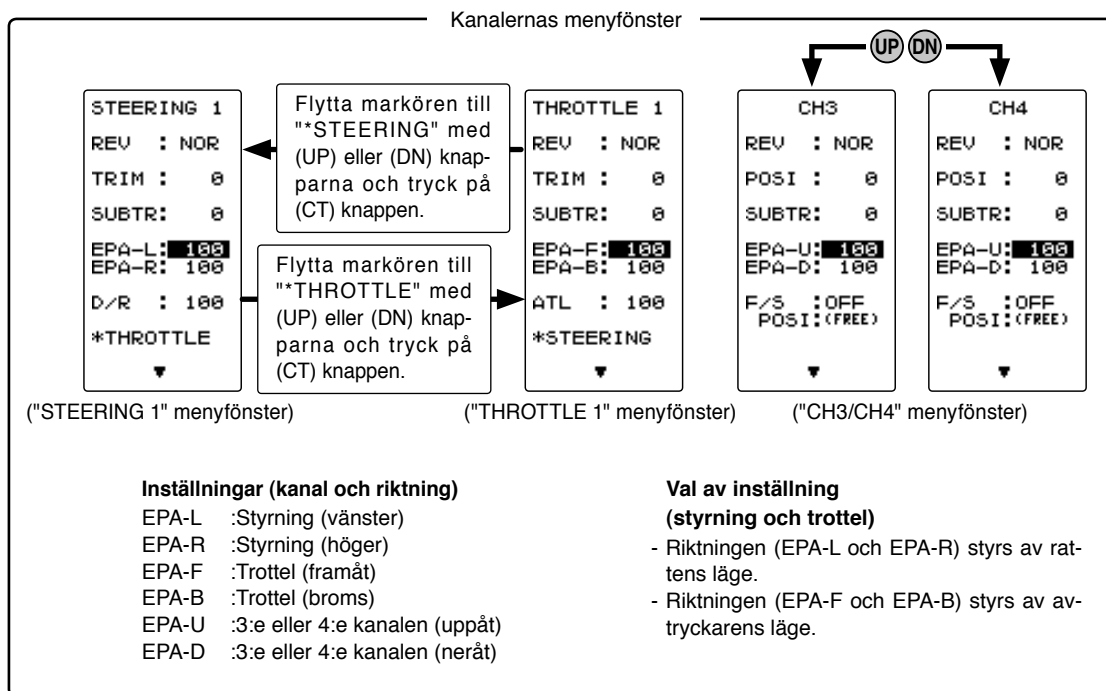 Kanalernas menyfönster
UP DN
STEERING 1
REV : NOR
TRIM : 0
SUBTR: 0
EPA-L: 100
EPA-R: 100
D/R : 100
*THROTTLE
Flytta markören till
"*STEERING" med
(UP) eller (DN) knap-
parna och tryck på
(CT) knappen.
Flytta markören till
"*THROTTLE" med
(UP) eller (DN) knap-
parna och tryck på
(CT) knappen.
THROTTLE 1
REV : NOR
TRIM : 0
SUBTR: 0
EPA-F: 100
EPA-B: 100
ATL : 100
*STEERING
CH3
REV : NOR
POSI : 0
SUBTR: 0
EPA-U: 100
EPA-D: 100
F/S :OFF
POSI:(FREE)
CH4
REV : NOR
POSI : 0
SUBTR: 0
EPA-U: 100
EPA-D: 100
F/S :OFF
POSI:(FREE)
("STEERING 1" menyfönster)
("THROTTLE 1" menyfönster)
("CH3/CH4" menyfönster)
Inställningar (kanal och riktning)
EPA-L :Styrning (vänster)
EPA-R :Styrning (höger)
EPA-F :Trottel (framåt)
EPA-B :Trottel (broms)
EPA-U :3:e eller 4:e kanalen (uppåt)
EPA-D :3:e eller 4:e kanalen (neråt)
Val av inställning
(styrning och trottel)
- Riktningen (EPA-L och EPA-R) styrs av rat-
tens läge.
- Riktningen (EPA-F och EPA-B) styrs av av-
tryckarens läge.